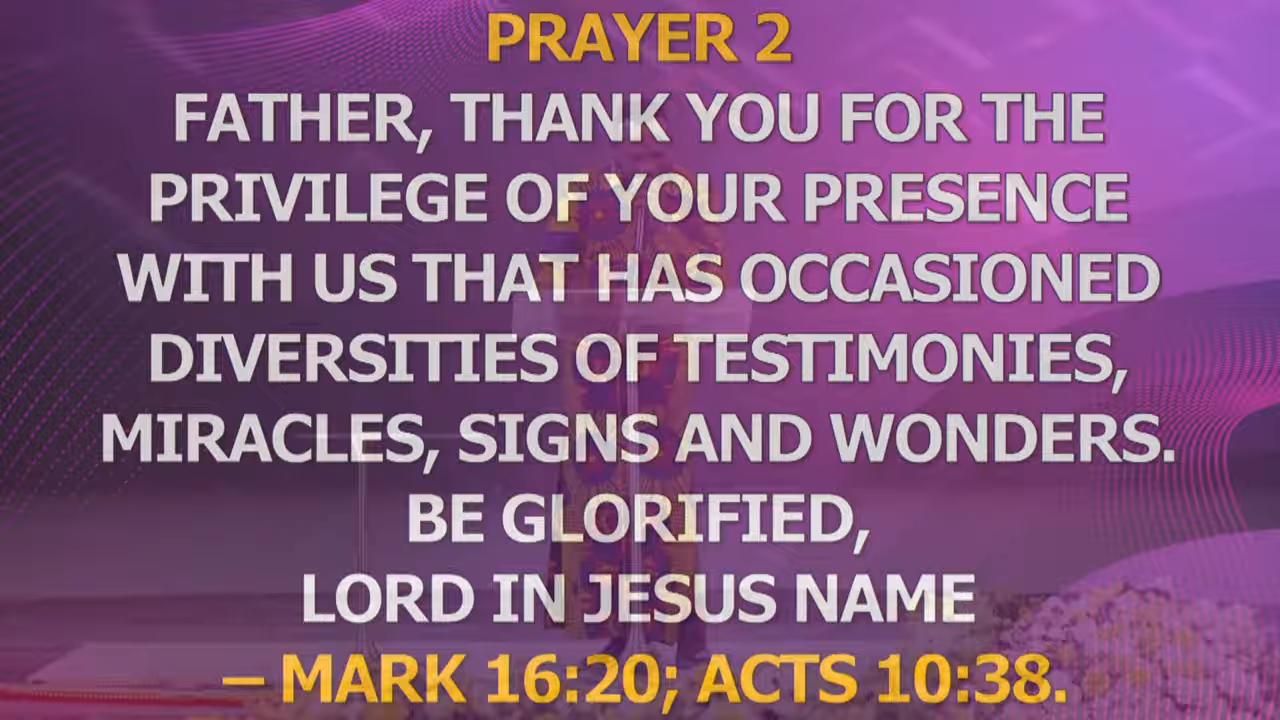 PRAYER 2
FATHER, THANK YOU FOR THE
PRIVILEGE OF YOUR PRESENCE
WITH US THAT HAS OCCASIONED
DIVERSITIES OF TESTIMONIES,
MIRACLES, SIGNS AND WONDERS.
BE GLORIFIED,
LORD IN JESUS NAME
– MARK 16:20; ACTS 10:38.